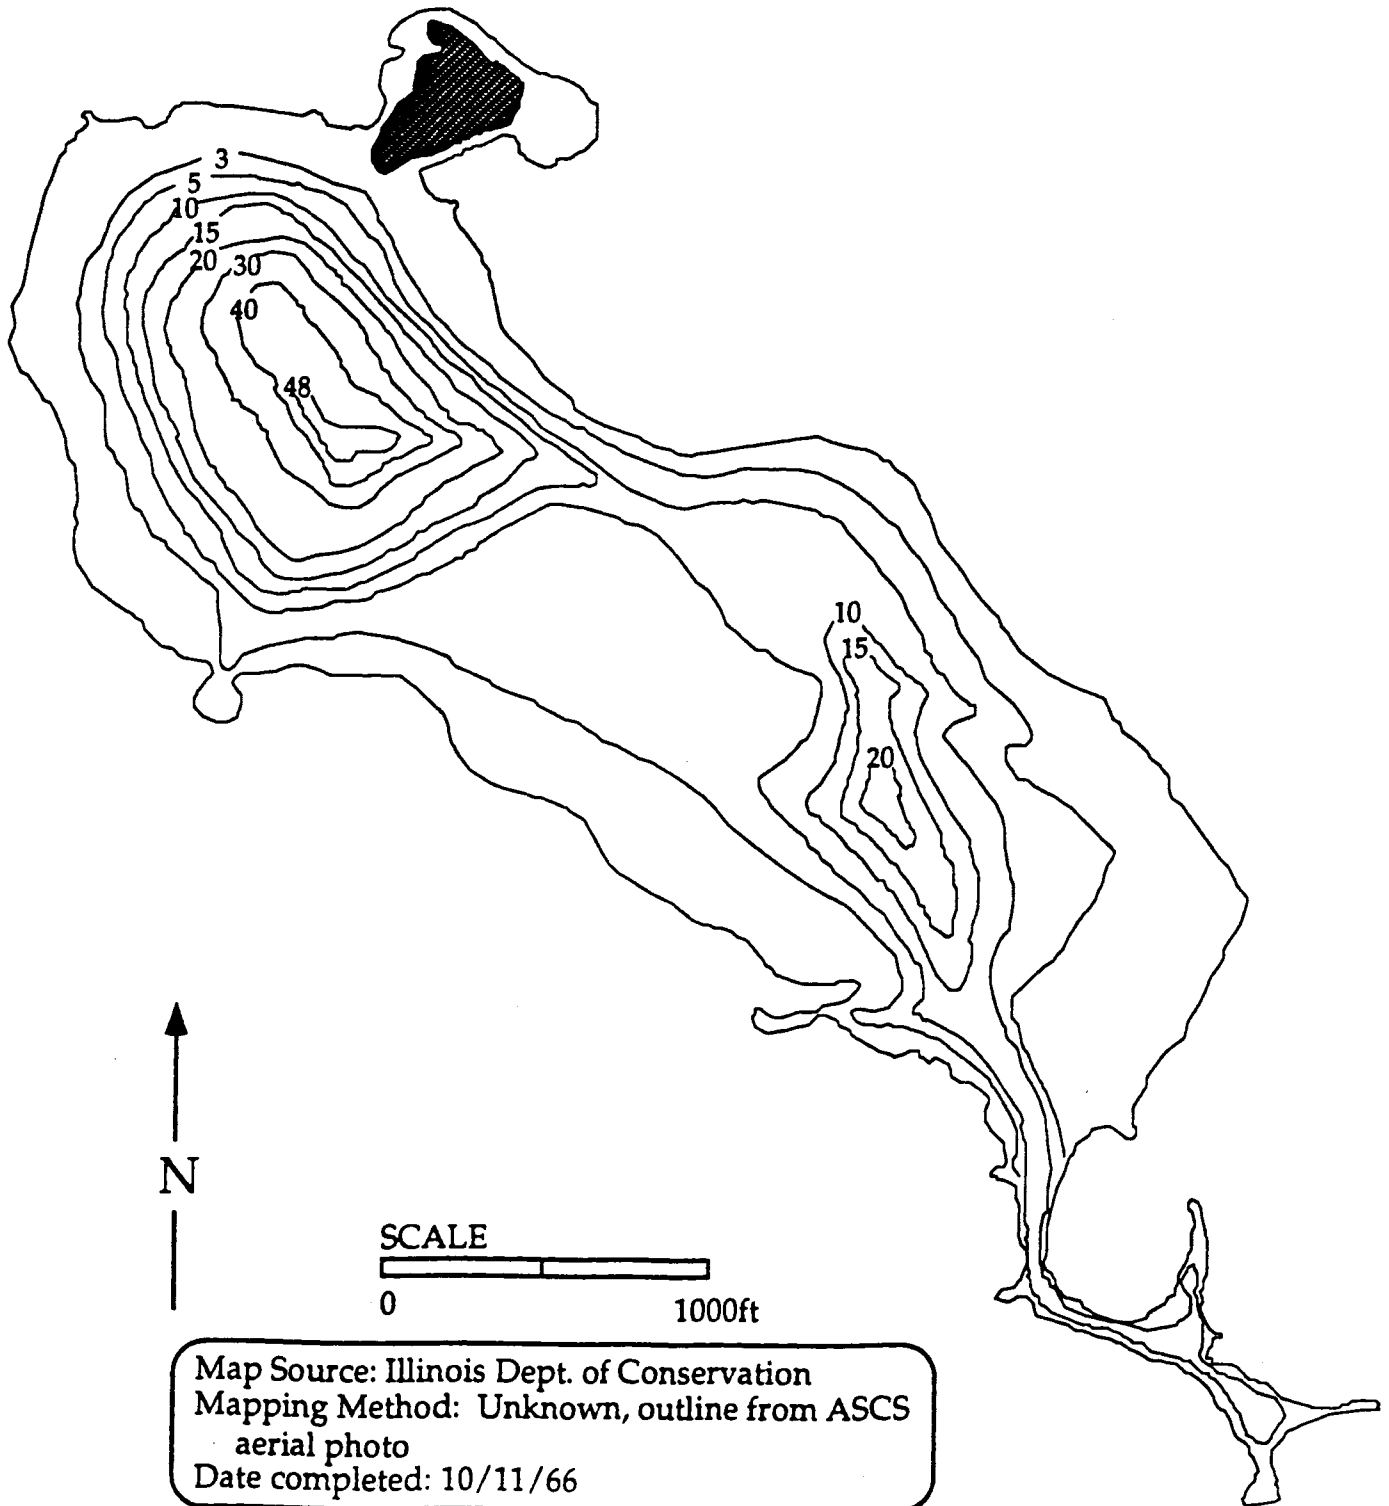 3
5
10
15
20
30
40
48
10
15
20
N
SCALE
0
1000ft
Map Source: Illinois Dept. of Conservation
Mapping Method: Unknown, outline from ASCS
aerial photo
Date completed: 10/11/66